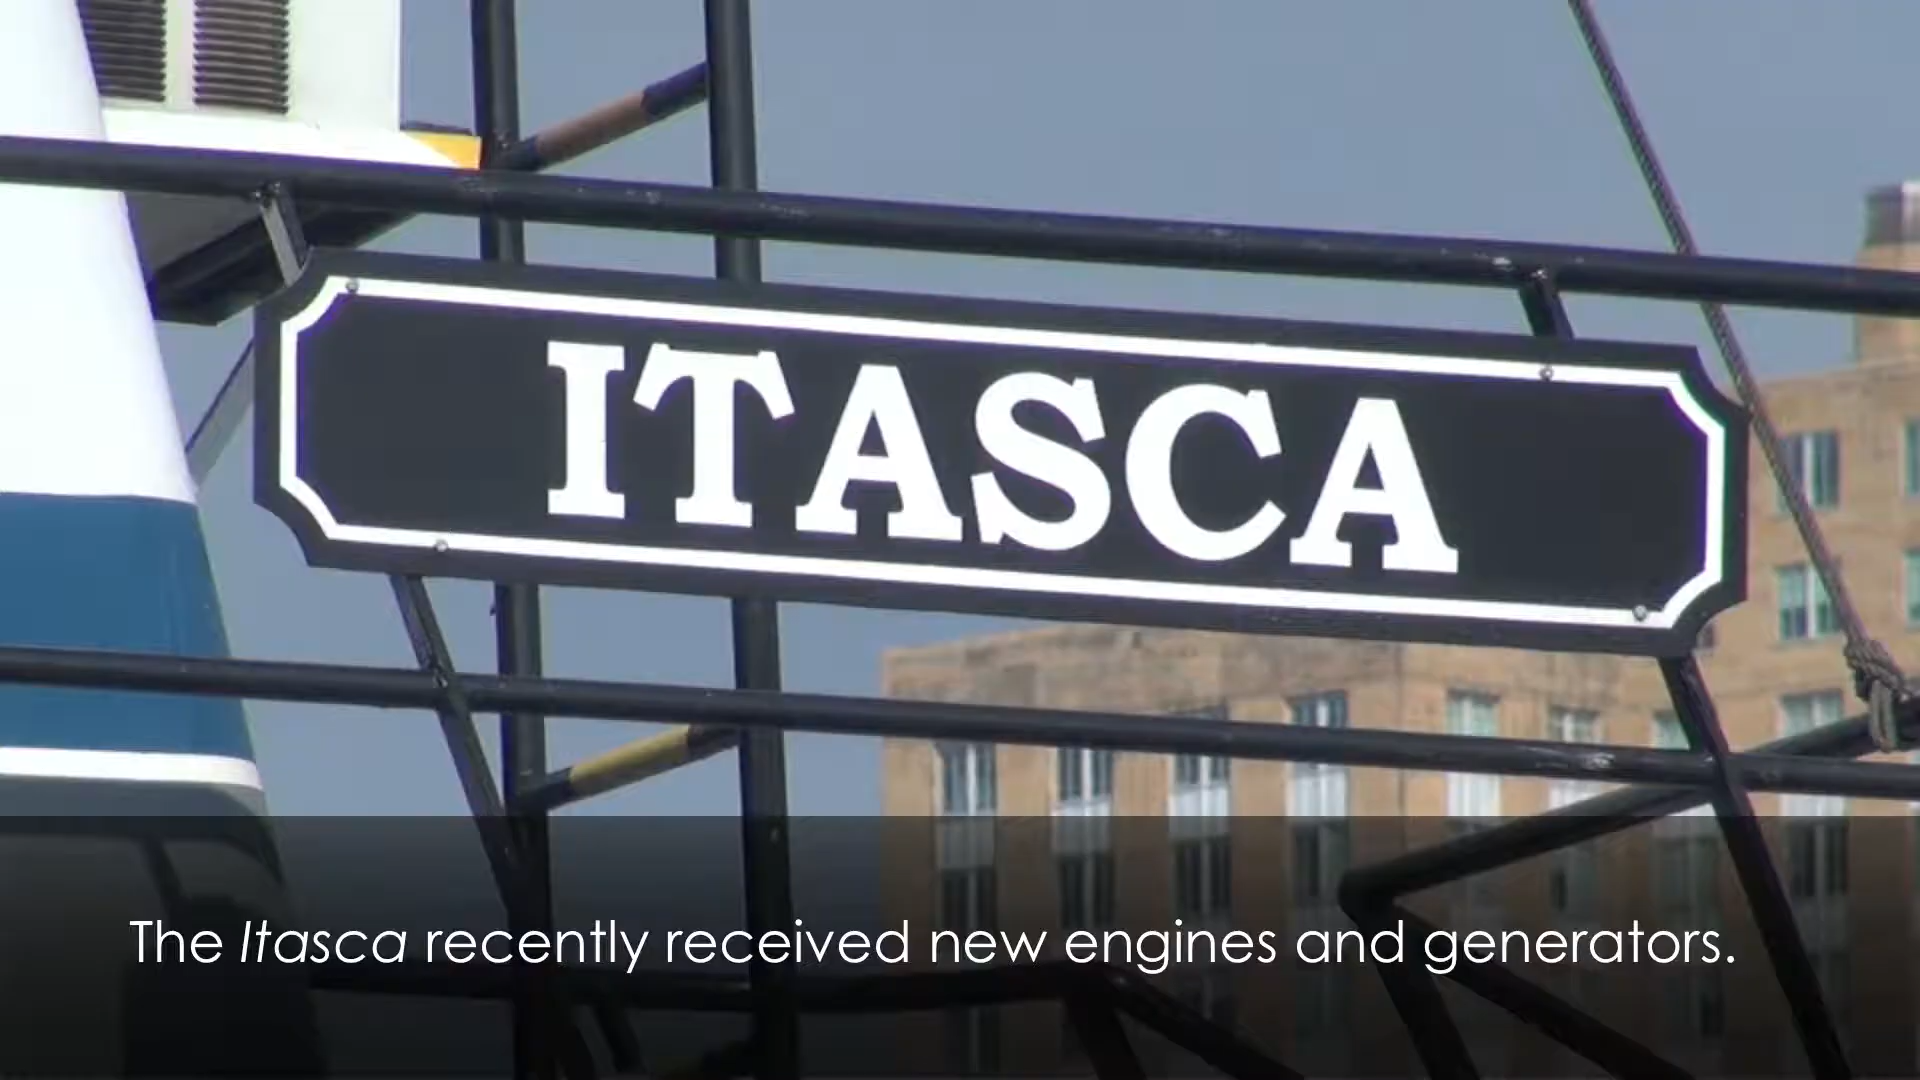 ITASCA
The Itasca recently received new engines and generators.